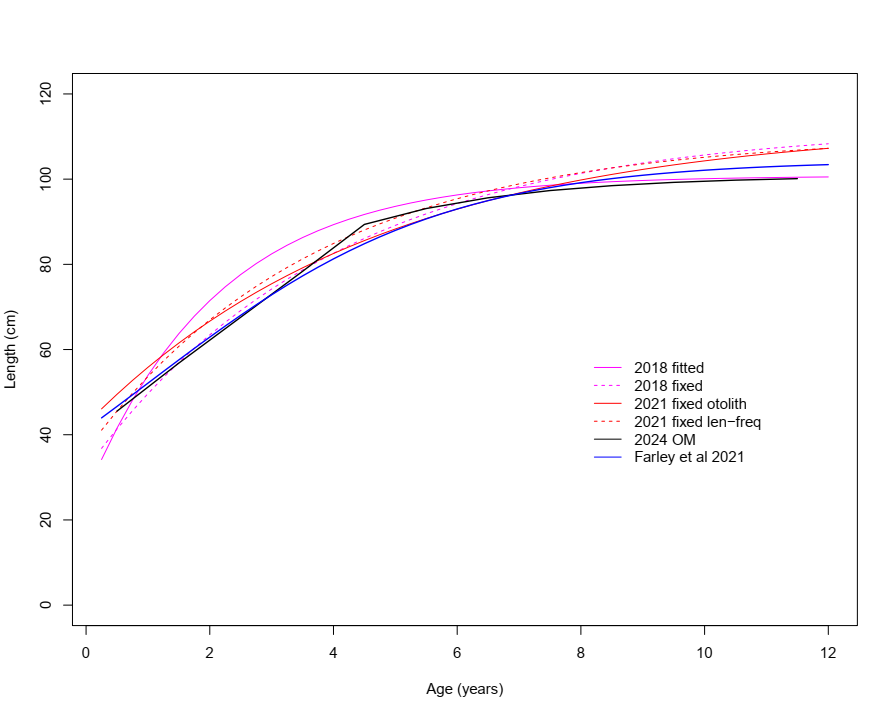 120
100
80
60
40
20
0
Length (cm)
2018 fitted
2018 fixed
2021 fixed otolith
2021 fixed len−freq
2024 OM
Farley et al 2021
0 2 4 6 8 10 12
Age (years)